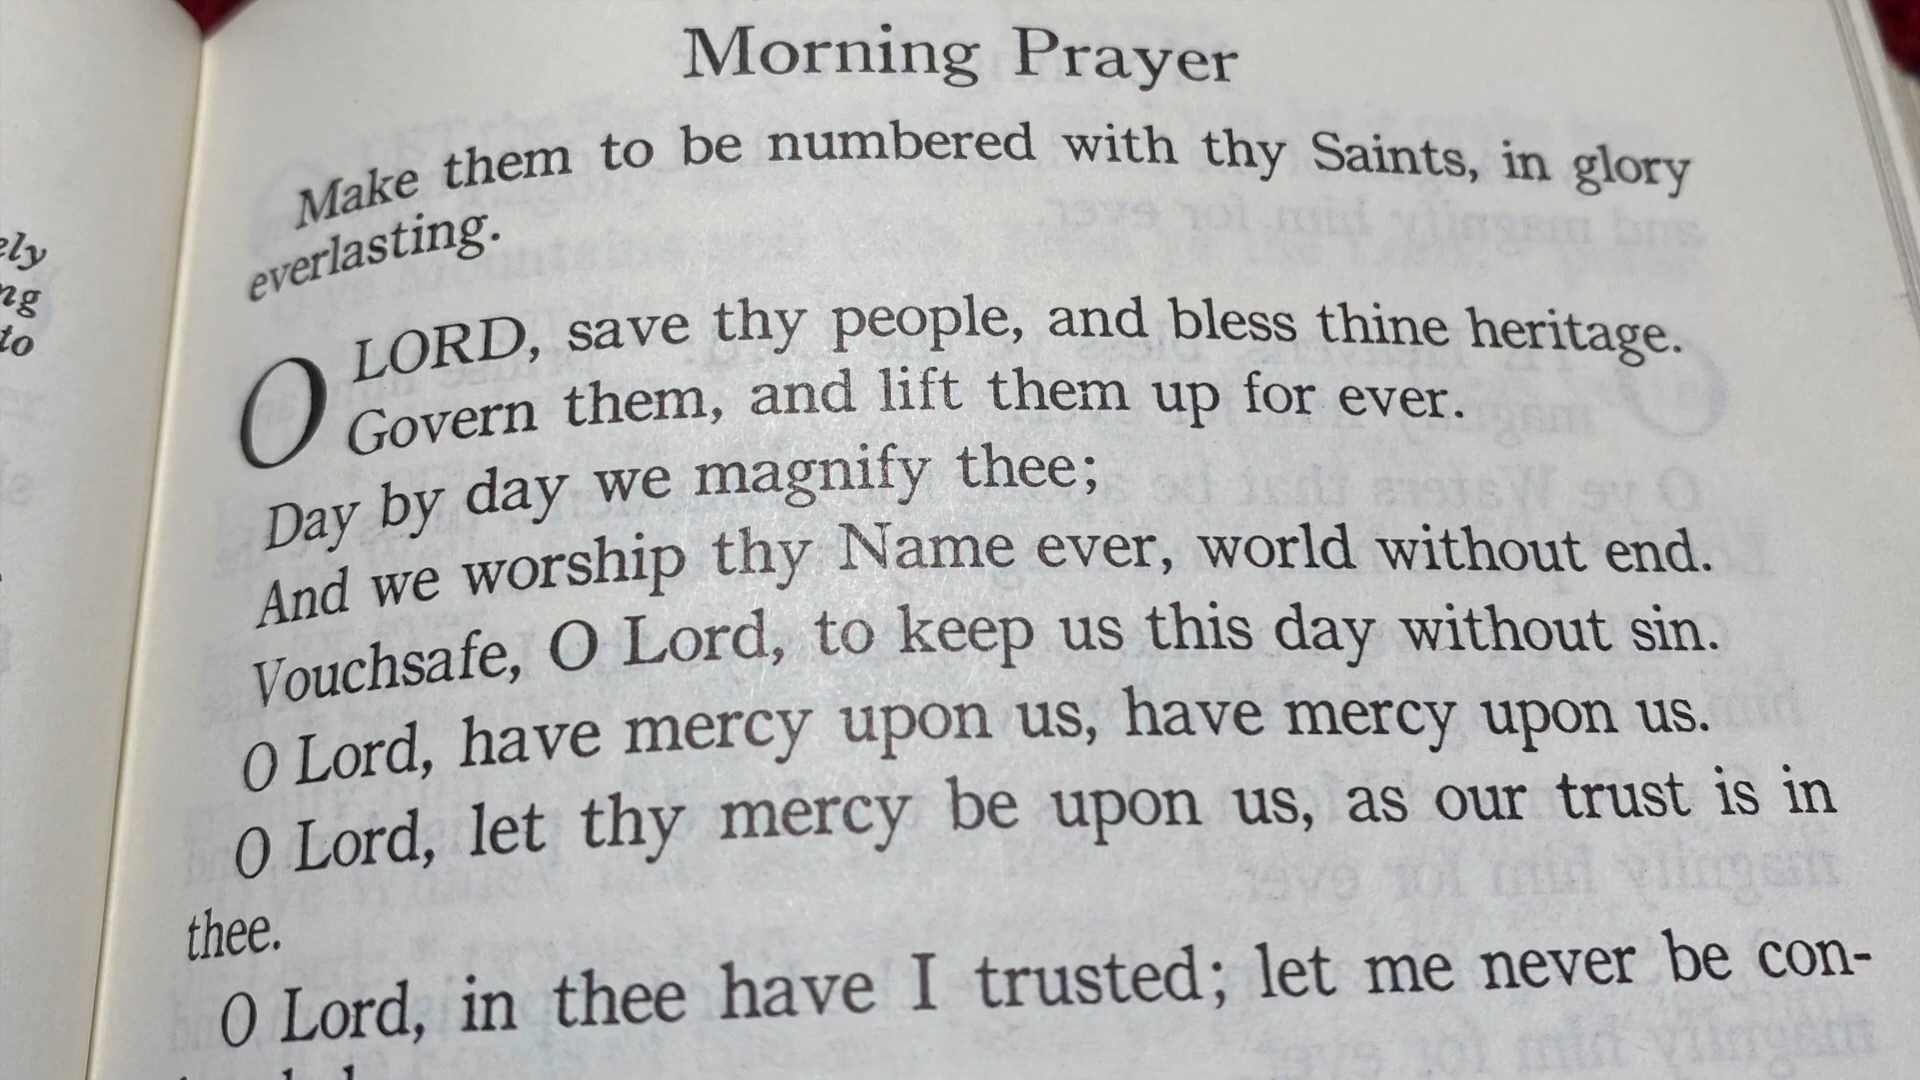 Morning Prayer
Make them to be numbered with thy Saints, in glory
everlasting.
O LORD, save thy people, and bless thine heritage.
Govern them, and lift them up for ever.
Day by day we magnify thee;
And we worship thy Name ever, world without end.
Vouchsafe, O Lord, to keep us this day without sin.
O Lord, have mercy upon us, have mercy upon us.
O Lord, let thy mercy be upon us, as our trust is in
thee.
O Lord, in thee have I trusted; let me never be con-